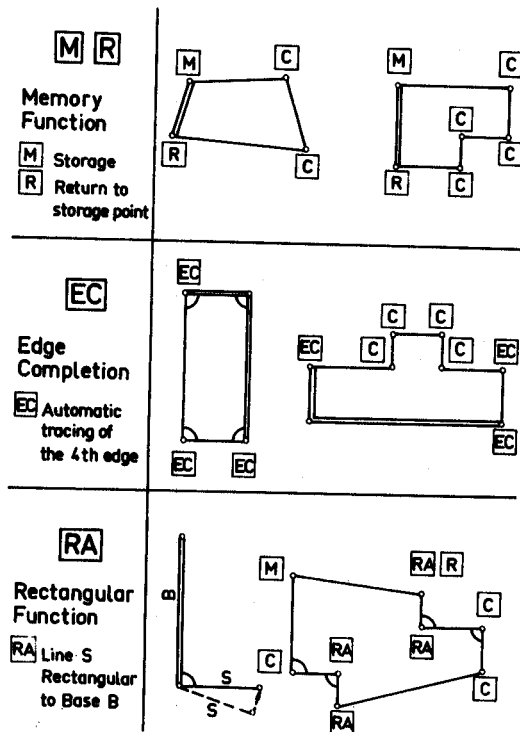 M R
Memory
Function
M Storage
R Return to
storage point
M C
R C
M C
C C
R C
EC
Edge
Completion
EC Automatic
tracing of
the 4th edge
EC
EC EC
C C
EC C C EC
EC
RA
Rectangular
Function
RA Line S
Rectangular
to Base B
B
S
S
C
M RA R
C
RA RA
C
RA